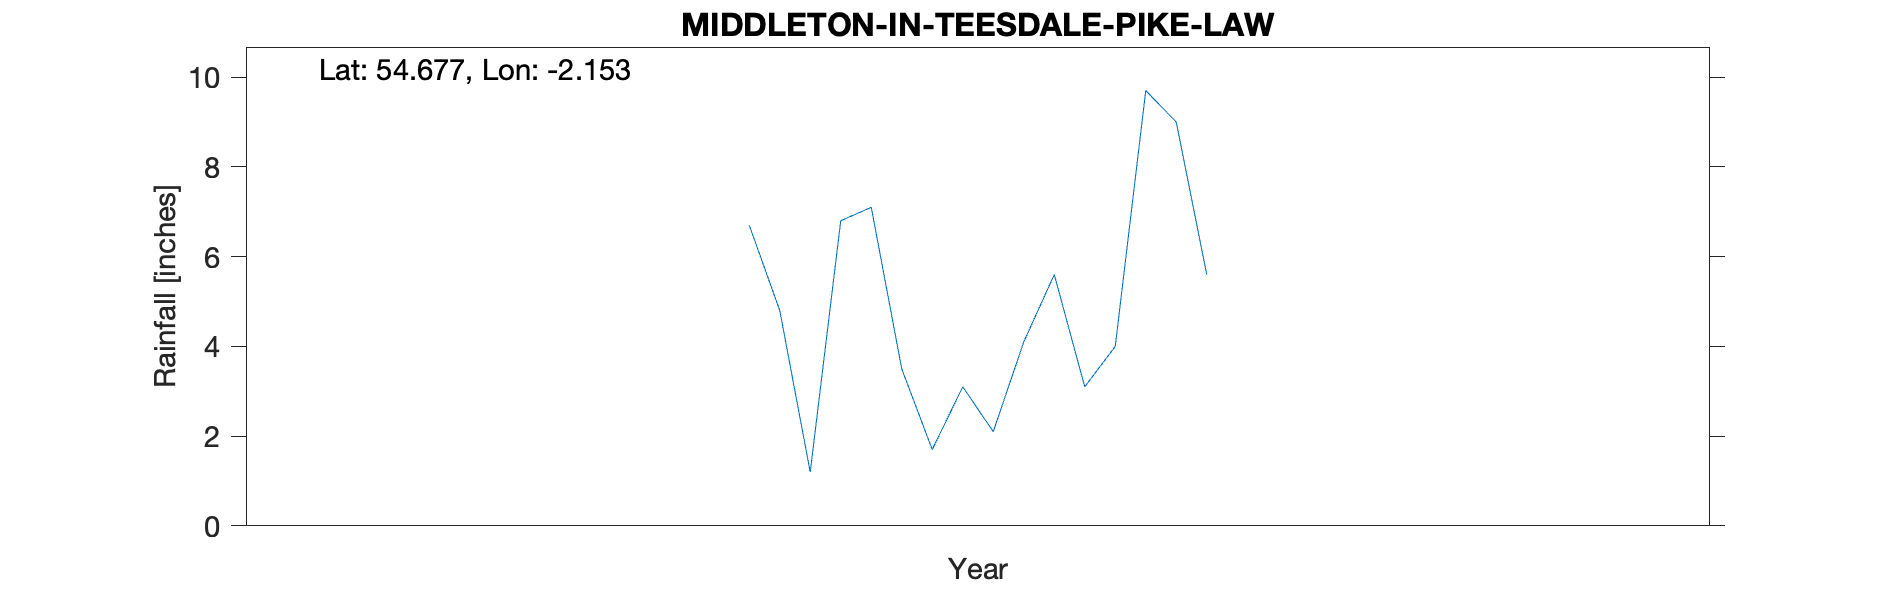 MIDDLETON-IN-TEESDALE-PIKE-LAW
Lat: 54.677, Lon: -2.153
10
8
6
4
2
0
Rainfall [inches]
Year